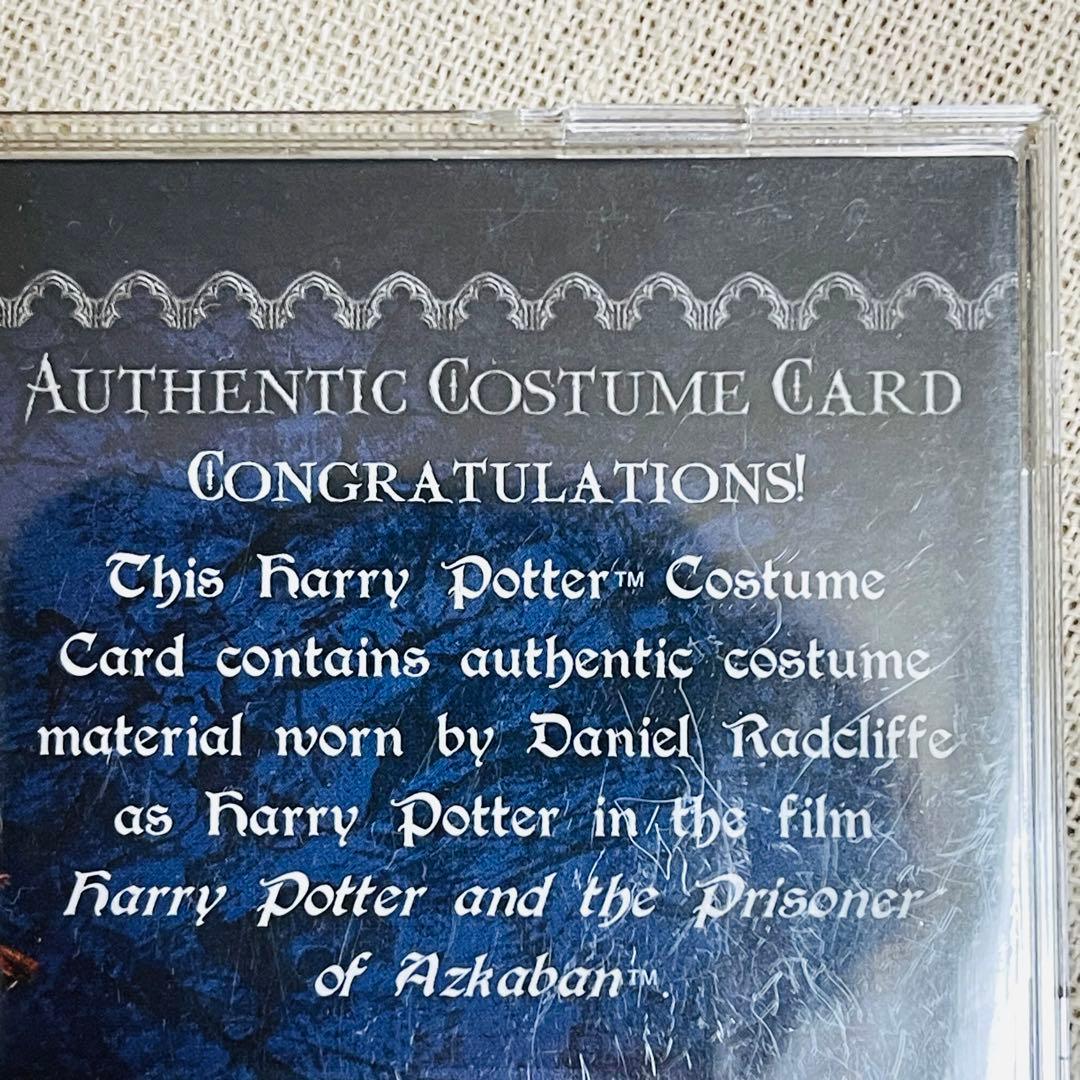 AUTHENTIC COSTUME CARD
CONGRATULATIONS!
This Harry Potter™ Costume
Card contains authentic costume
material worn by Daniel Radcliffe
as Harry Potter in the film
Harry Potter and the Prisoner
of Azkaban™.